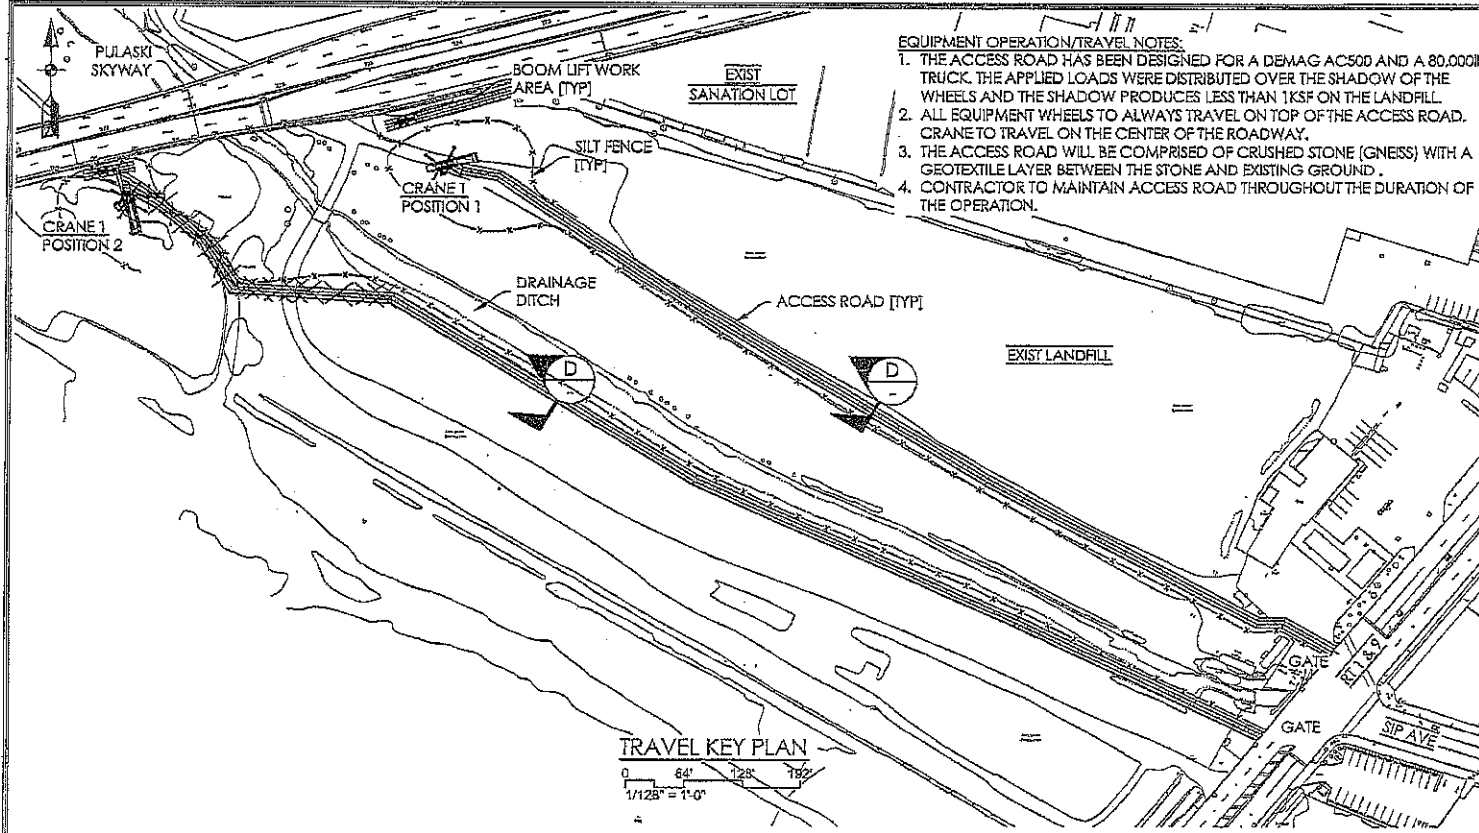 PULASKI
SKYWAY
BOOM LIFT WORK
AREA [TYP]
EXIST
SANATION LOT
EQUIPMENT OPERATION/TRAVEL NOTES:
1. THE ACCESS ROAD HAS BEEN DESIGNED FOR A DEMAG AC500 AND A 80,000
TRUCK. THE APPLIED LOADS WERE DISTRIBUTED OVER THE SHADOW OF THE
WHEELS AND THE SHADOW PRODUCES LESS THAN 1KSF ON THE LANDFILL.
2. ALL EQUIPMENT WHEELS TO ALWAYS TRAVEL ON TOP OF THE ACCESS ROAD.
CRANE TO TRAVEL ON THE CENTER OF THE ROADWAY.
3. THE ACCESS ROAD WILL BE COMPRISED OF CRUSHED STONE (GNEISS) WITH A
GEOTEXTILE LAYER BETWEEN THE STONE AND EXISTING GROUND.
4. CONTRACTOR TO MAINTAIN ACCESS ROAD THROUGHOUT THE DURATION OF
THE OPERATION.
SILT FENCE
[TYP]
CRANE 1
POSITION 1
CRANE 1
POSITION 2
DRAINAGE
DITCH
ACCESS ROAD [TYP]
EXIST LANDFILL
D
D
GATE
RT 1 & 9
GATE
SIP AVE
TRAVEL KEY PLAN
0 64' 128' 192'
1/128" = 1'-0"